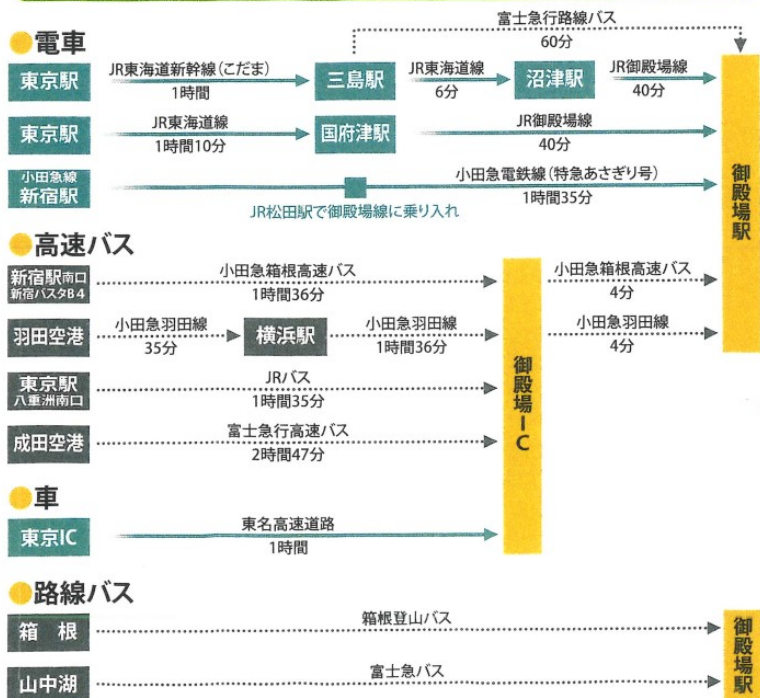 富士急行路線バス
60分
電車
東京駅
JR東海道新幹線(こだま)
1時間
三島駅
JR東海道線
6分
沼津駅
JR御殿場線
40分
東京駅
JR東海道線
1時間10分
国府津駅
JR御殿場線
40分
小田急線
新宿駅
小田急電鉄線(特急あさぎり号)
1時間35分
JR松田駅で御殿場線に乗り入れ
御殿場駅
高速バス
新宿駅南口
新宿バスタB4
小田急箱根高速バス
1時間36分
小田急箱根高速バス
4分
羽田空港
小田急羽田線
35分
横浜駅
小田急羽田線
1時間36分
小田急羽田線
4分
東京駅
八重洲南口
JRバス
1時間35分
成田空港
富士急行高速バス
2時間47分
御殿場IC
車
東京IC
東名高速道路
1時間
路線バス
箱根
箱根登山バス
山中湖
富士急バス
御殿場駅